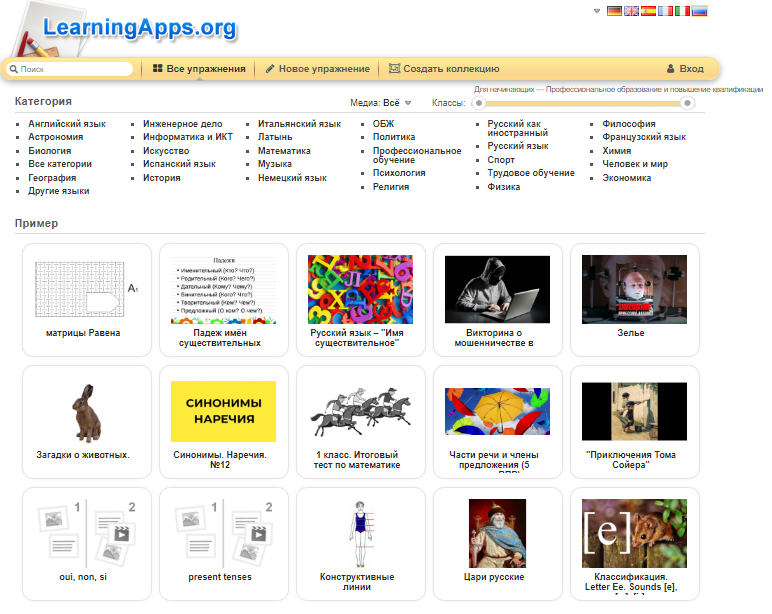 LearningApps.org
Поиск
Все упражнения
Новое упражнение
Создать коллекцию
Вход
Для начинающих — Профессиональное образование и повышение квалификации
Категория
Медиа: Всё
Классы:
Английский язык
Астрономия
Биология
Все категории
География
Другие языки
Инженерное дело
Информатика и ИКТ
Искусство
Испанский язык
История
Итальянский язык
Латынь
Математика
Музыка
Немецкий язык
ОБЖ
Политика
Профессиональное
обучение
Психология
Религия
Русский как
иностранный
Русский язык
Спорт
Трудовое обучение
Физика
Философия
Французский язык
Химия
Человек и мир
Экономика
Пример
A₁
матрицы Равена
Падежи
• Именительный (Кто? Что?)
• Родительный (Кого? Чего?)
• Дательный (Кому? Чему?)
• Винительный (Кого? Что?)
• Творительный (Кем? Чем?)
• Предложный (О ком? О чем?)
Падеж имён
существительных
Русский язык – "Имя
существительное"
Викторина о
мошенничестве в
Зелье
Загадки о животных.
СИНОНИМЫ
НАРЕЧИЯ
Синонимы. Наречия.
№12
1 класс. Итоговый
тест по математике
Части речи и члены
предложения (5
"Приключения Тома
Сойера"
1 2
oui, non, si
1 2
present tenses
Конструктивные
линии
Цари русские
[e]
Классификация.
Letter Ee. Sounds [e],